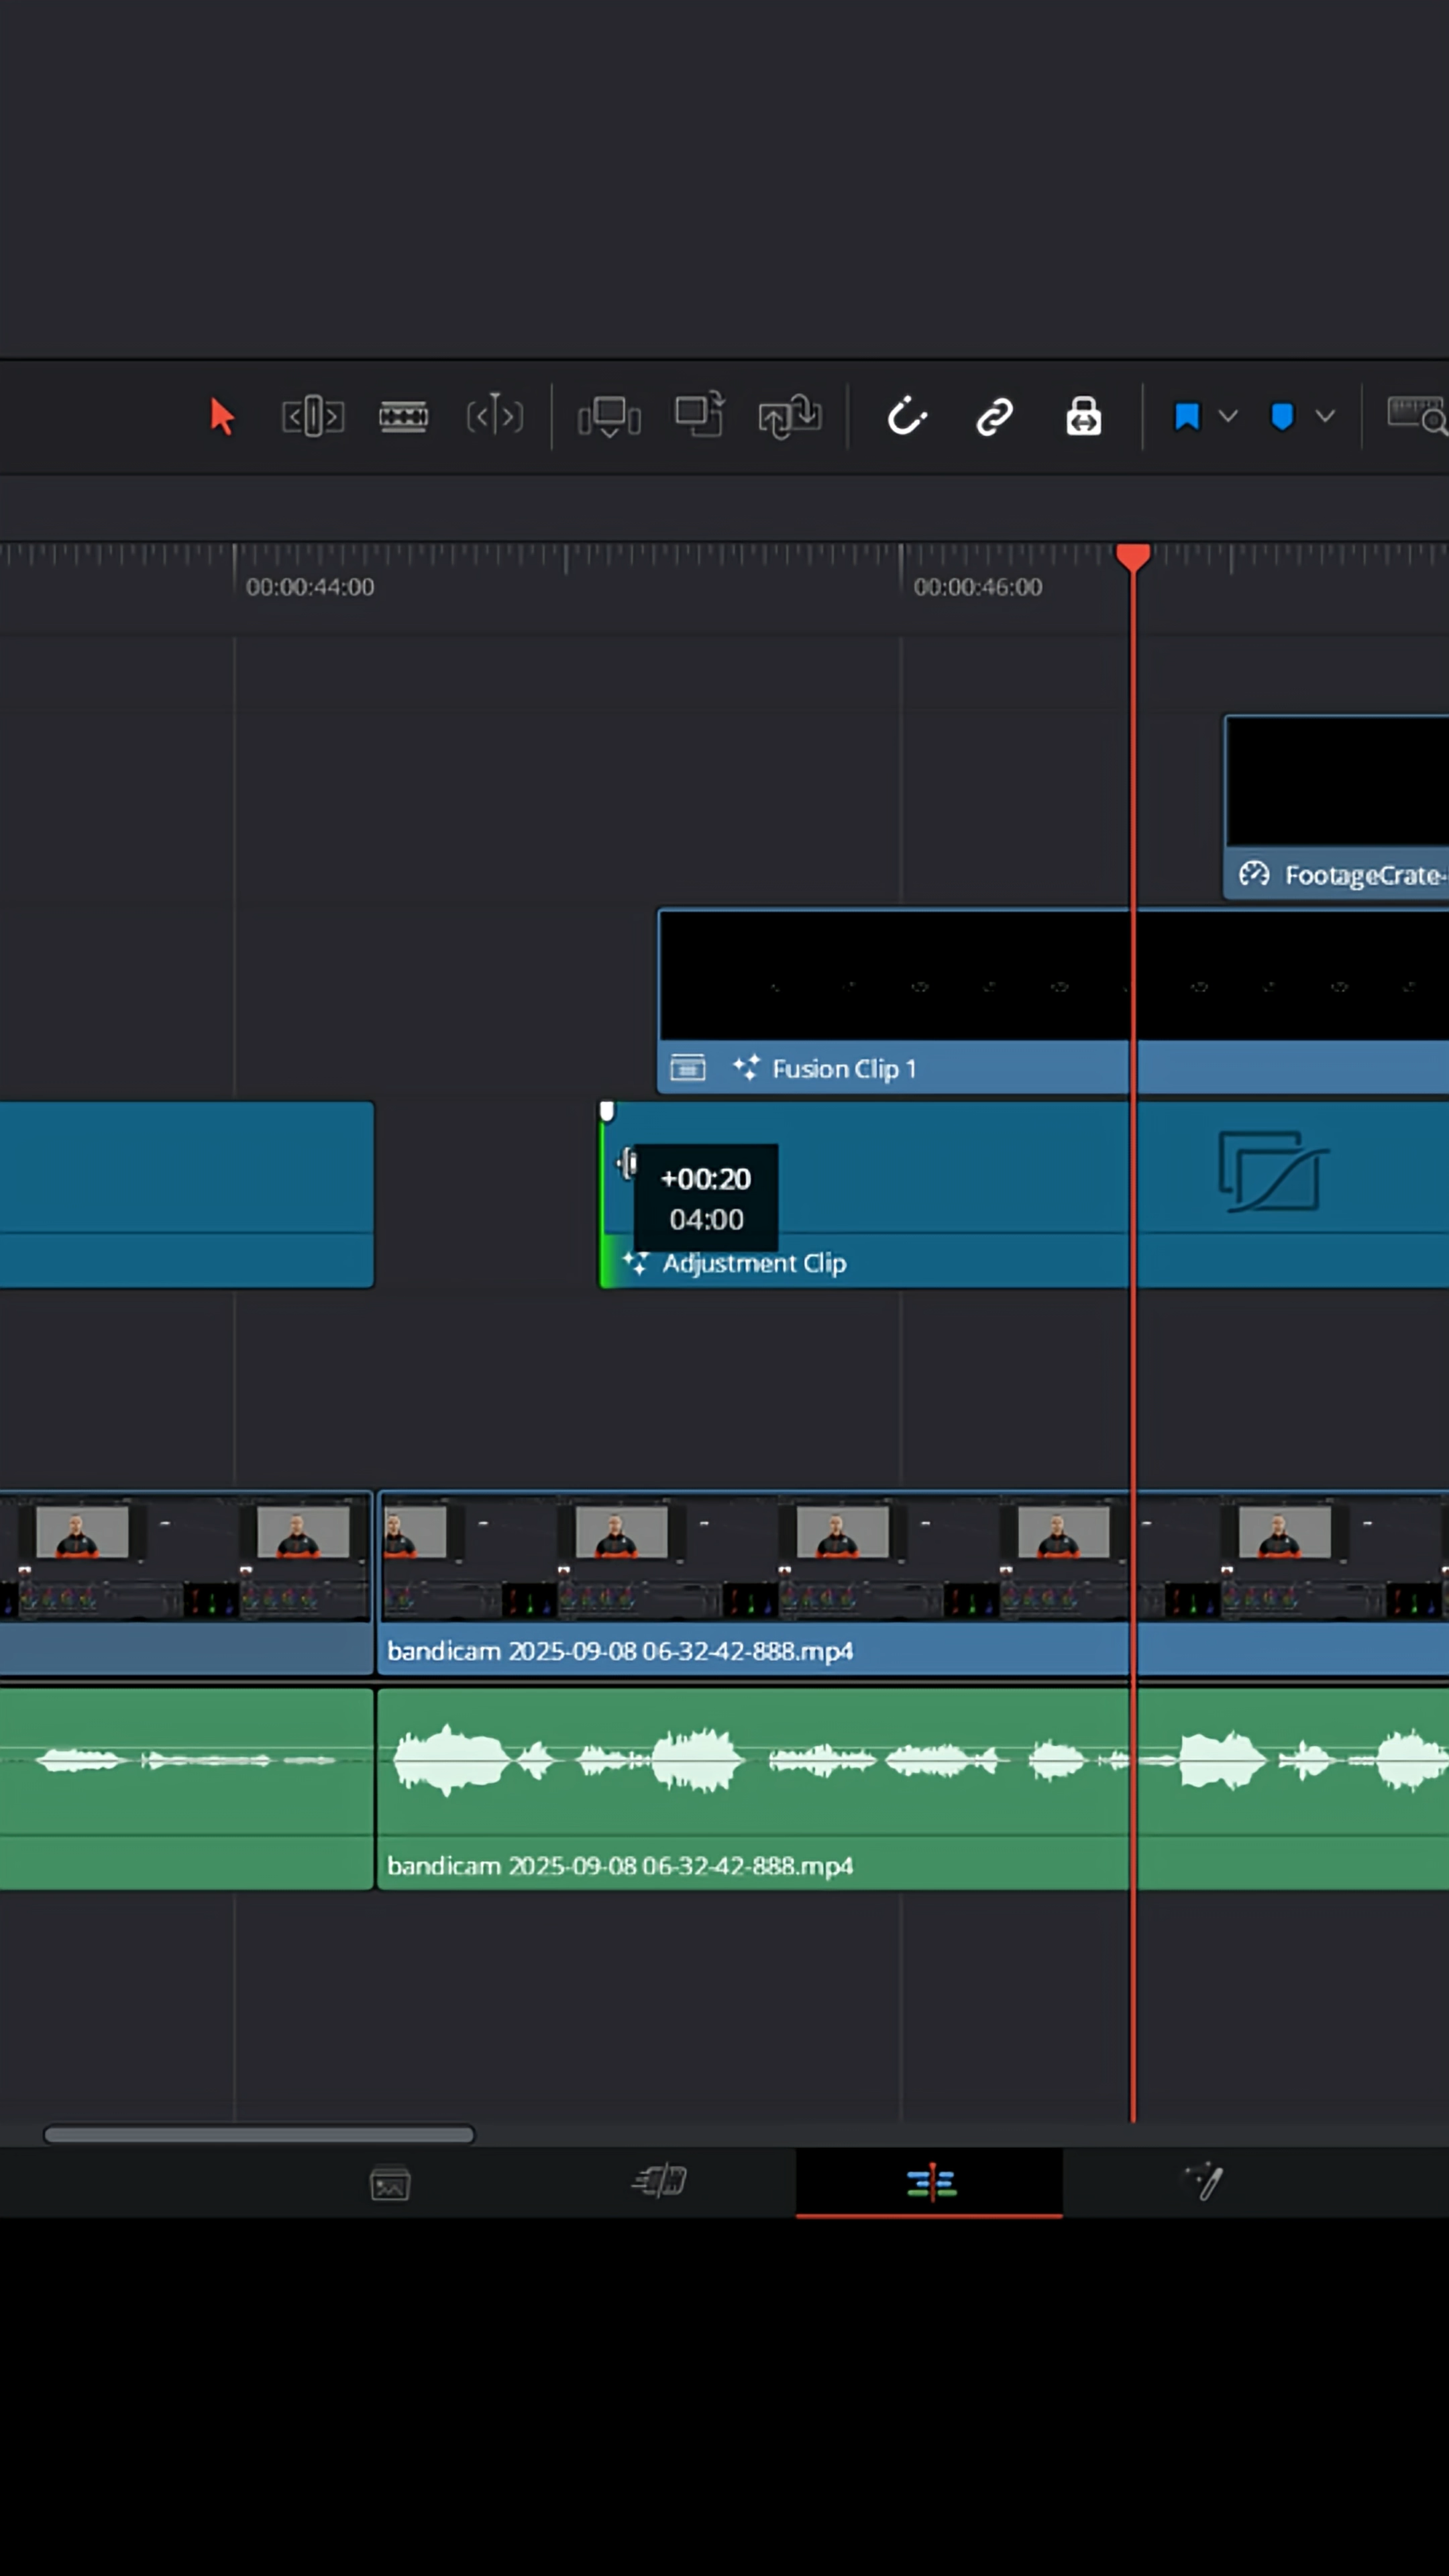 00:00:44:00
00:00:46:00
FootageCrate-
Fusion Clip 1
+00:20
04:00
Adjustment Clip
bandicam 2025-09-08 06-32-42-888.mp4
bandicam 2025-09-08 06-32-42-888.mp4